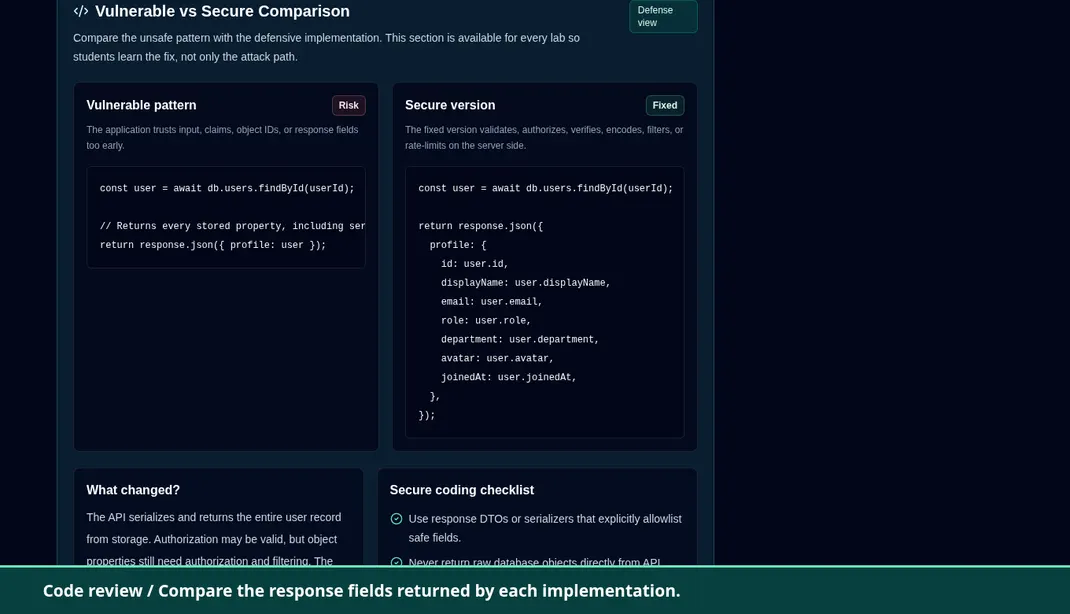 Vulnerable vs Secure Comparison
Defense
view
Compare the unsafe pattern with the defensive implementation. This section is available for every lab so
students learn the fix, not only the attack path.
Vulnerable pattern
Risk
The application trusts input, claims, object IDs, or response fields
too early.
const user = await db.users.findById(userId);
// Returns every stored property, including ser
return response.json({ profile: user });
Secure version
Fixed
The fixed version validates, authorizes, verifies, encodes, filters, or
rate-limits on the server side.
const user = await db.users.findById(userId);
return response.json({
profile: {
id: user.id,
displayName: user.displayName,
email: user.email,
role: user.role,
department: user.department,
avatar: user.avatar,
joinedAt: user.joinedAt,
},
});
What changed?
The API serializes and returns the entire user record
from storage. Authorization may be valid, but object
properties still need authorization and filtering. The
Secure coding checklist
Use response DTOs or serializers that explicitly allowlist
safe fields.
Never return raw database objects directly from API
Code review / Compare the response fields returned by each implementation.